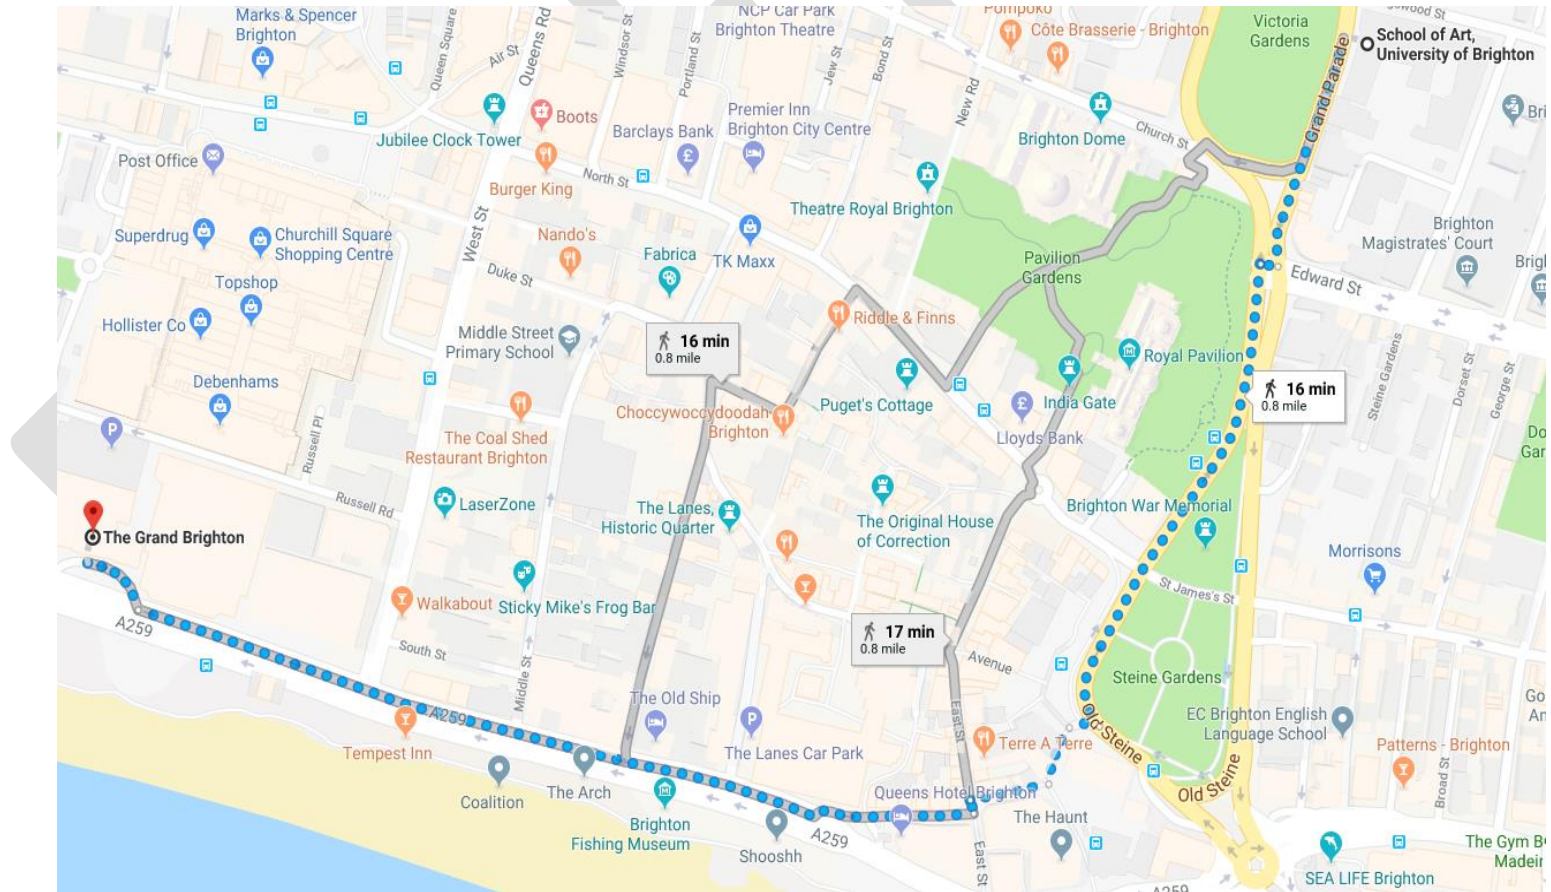 Marks & Spencer
Brighton
Queen Square
Air St
Queens Rd
Windsor St
Portland St
NCP Car Park
Brighton Theatre
Jew St
Bond St
Pompoko
Côte Brasserie - Brighton
Victoria
Gardens
School of Art,
University of Brighton
Grand Parade
Jubilee Clock Tower
Boots
Barclays Bank
Premier Inn
Brighton City Centre
New Rd
Brighton Dome
Church St
Post Office
Burger King
North St
Theatre Royal Brighton
Superdrug
Churchill Square
Shopping Centre
West St
Nando's
Fabrica
TK Maxx
Pavilion
Gardens
Brighton
Magistrates' Court
Edward St
Topshop
Duke St
Hollister Co
Middle Street
Primary School
16 min
0.8 mile
Riddle & Finns
Royal Pavilion
Debenhams
Choccywoccydoodah
Brighton
Puget's Cottage
India Gate
16 min
0.8 mile
Steine Gardens
Dorset St
George St
P
The Coal Shed
Restaurant Brighton
Lloyds Bank
Russell Pl
Russell Rd
LaserZone
The Lanes,
Historic Quarter
The Original House
of Correction
Brighton War Memorial
The Grand Brighton
Morrisons
Walkabout
Sticky Mike's Frog Bar
St James's St
A259
South St
17 min
0.8 mile
Avenue
Steine Gardens
Middle St
The Old Ship
P
East St
EC Brighton English
Language School
A259
Tempest Inn
The Lanes Car Park
Terre A Terre
Old Steine
Patterns - Brighton
Coalition
The Arch
Queens Hotel Brighton
Old Steine
Broad St
Brighton
Fishing Museum
Shooshh
A259
The Haunt
East St
SEA LIFE Brighton
The Gym
A259